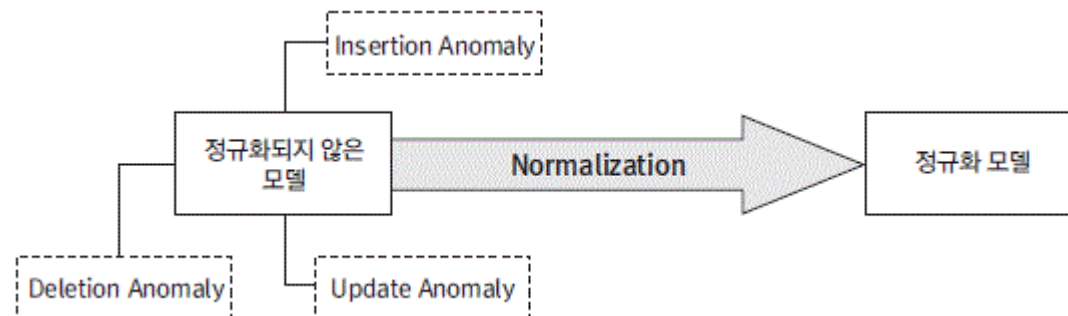 Insertion Anomaly
정규화되지 않은
모델
Normalization
정규화 모델
Deletion Anomaly
Update Anomaly